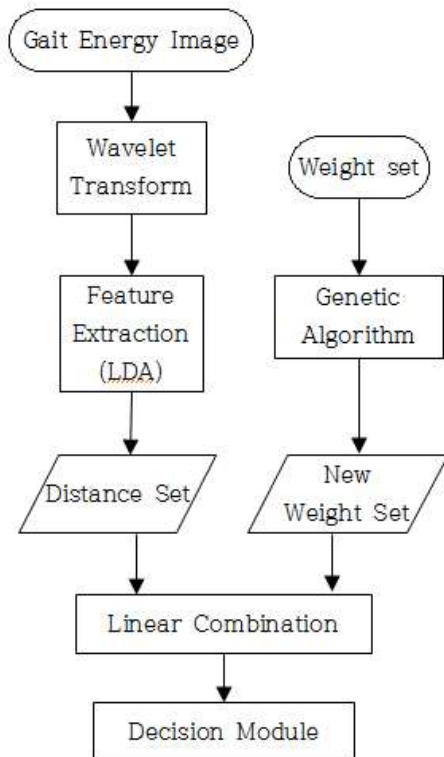 Gait Energy Image
Wavelet
Transform
Feature
Extraction
(LDA)
Distance Set
Weight set
Genetic
Algorithm
New
Weight Set
Linear Combination
Decision Module